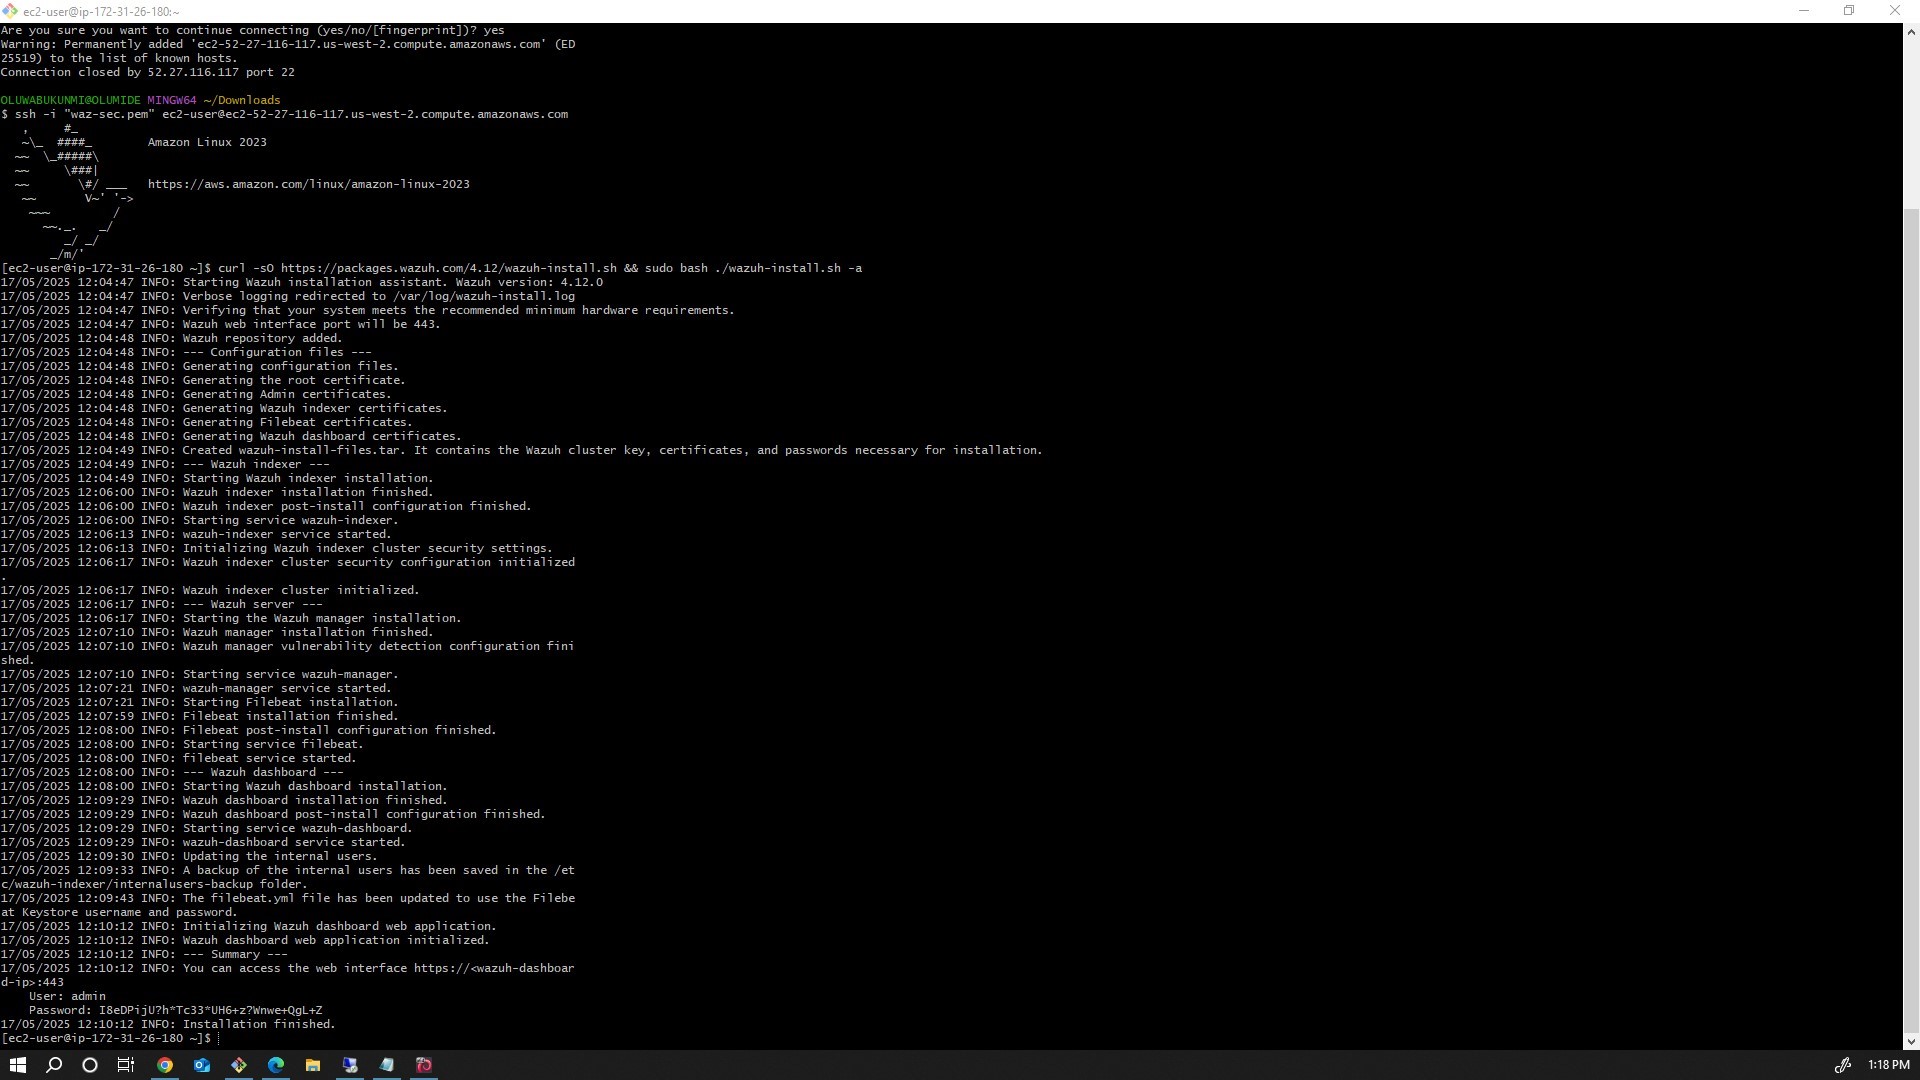 ec2-user@ip-172-31-26-180:~
Are you sure you want to continue connecting (yes/no/[fingerprint])? yes
Warning: Permanently added 'ec2-52-27-116-117.us-west-2.compute.amazonaws.com' (ED
25519) to the list of known hosts.
Connection closed by 52.27.116.117 port 22
OLUWABUKUNMI@OLUMIDE MINGW64 ~/Downloads
$ ssh -i "waz-sec.pem" ec2-user@ec2-52-27-116-117.us-west-2.compute.amazonaws.com
   ,     #_
   ~\_  ####_        Amazon Linux 2023
  ~~  \_#####\
  ~~     \###|
  ~~       \#/ ___   https://aws.amazon.com/linux/amazon-linux-2023
   ~~       V~' '->
    ~~~         /
      ~~._.   _/
         _/ _/
       _/m/'
[ec2-user@ip-172-31-26-180 ~]$ curl -sO https://packages.wazuh.com/4.12/wazuh-install.sh && sudo bash ./wazuh-install.sh -a
17/05/2025 12:04:47 INFO: Starting Wazuh installation assistant. Wazuh version: 4.12.0
17/05/2025 12:04:47 INFO: Verbose logging redirected to /var/log/wazuh-install.log
17/05/2025 12:04:47 INFO: Verifying that your system meets the recommended minimum hardware requirements.
17/05/2025 12:04:47 INFO: Wazuh web interface port will be 443.
17/05/2025 12:04:48 INFO: Wazuh repository added.
17/05/2025 12:04:48 INFO: --- Configuration files ---
17/05/2025 12:04:48 INFO: Generating configuration files.
17/05/2025 12:04:48 INFO: Generating the root certificate.
17/05/2025 12:04:48 INFO: Generating Admin certificates.
17/05/2025 12:04:48 INFO: Generating Wazuh indexer certificates.
17/05/2025 12:04:48 INFO: Generating Filebeat certificates.
17/05/2025 12:04:48 INFO: Generating Wazuh dashboard certificates.
17/05/2025 12:04:49 INFO: Created wazuh-install-files.tar. It contains the Wazuh cluster key, certificates, and passwords necessary for installation.
17/05/2025 12:04:49 INFO: --- Wazuh indexer ---
17/05/2025 12:04:49 INFO: Starting Wazuh indexer installation.
17/05/2025 12:06:00 INFO: Wazuh indexer installation finished.
17/05/2025 12:06:00 INFO: Wazuh indexer post-install configuration finished.
17/05/2025 12:06:00 INFO: Starting service wazuh-indexer.
17/05/2025 12:06:13 INFO: wazuh-indexer service started.
17/05/2025 12:06:13 INFO: Initializing Wazuh indexer cluster security settings.
17/05/2025 12:06:17 INFO: Wazuh indexer cluster security configuration initialized
.
17/05/2025 12:06:17 INFO: Wazuh indexer cluster initialized.
17/05/2025 12:06:17 INFO: --- Wazuh server ---
17/05/2025 12:06:17 INFO: Starting the Wazuh manager installation.
17/05/2025 12:07:10 INFO: Wazuh manager installation finished.
17/05/2025 12:07:10 INFO: Wazuh manager vulnerability detection configuration fini
shed.
17/05/2025 12:07:10 INFO: Starting service wazuh-manager.
17/05/2025 12:07:21 INFO: wazuh-manager service started.
17/05/2025 12:07:21 INFO: Starting Filebeat installation.
17/05/2025 12:07:59 INFO: Filebeat installation finished.
17/05/2025 12:08:00 INFO: Filebeat post-install configuration finished.
17/05/2025 12:08:00 INFO: Starting service filebeat.
17/05/2025 12:08:00 INFO: filebeat service started.
17/05/2025 12:08:00 INFO: --- Wazuh dashboard ---
17/05/2025 12:08:00 INFO: Starting Wazuh dashboard installation.
17/05/2025 12:09:29 INFO: Wazuh dashboard installation finished.
17/05/2025 12:09:29 INFO: Wazuh dashboard post-install configuration finished.
17/05/2025 12:09:29 INFO: Starting service wazuh-dashboard.
17/05/2025 12:09:29 INFO: wazuh-dashboard service started.
17/05/2025 12:09:30 INFO: Updating the internal users.
17/05/2025 12:09:33 INFO: A backup of the internal users has been saved in the /et
c/wazuh-indexer/internalusers-backup folder.
17/05/2025 12:09:43 INFO: The filebeat.yml file has been updated to use the Filebe
at Keystore username and password.
17/05/2025 12:10:12 INFO: Initializing Wazuh dashboard web application.
17/05/2025 12:10:12 INFO: Wazuh dashboard web application initialized.
17/05/2025 12:10:12 INFO: --- Summary ---
17/05/2025 12:10:12 INFO: You can access the web interface https://<wazuh-dashboar
d-ip>:443
    User: admin
    Password: I8eDPijU?h*Tc33*UH6+z?Wnwe+QgL+Z
17/05/2025 12:10:12 INFO: Installation finished.
[ec2-user@ip-172-31-26-180 ~]$
1:18 PM